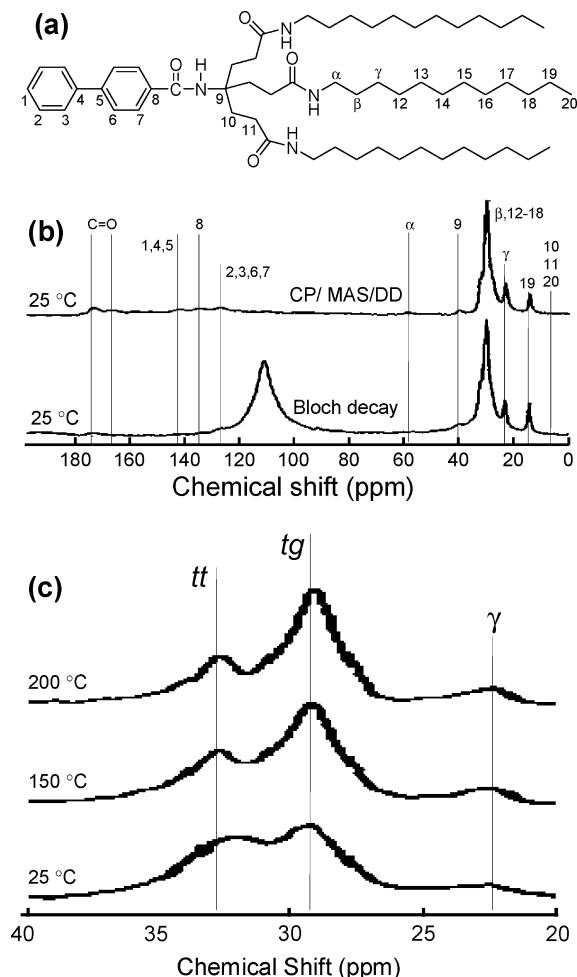 (a)
O
N
H
O
N
H
O
N
H
O
N
H
α
β
γ
12
13
14
15
16
17
18
19
20
1
2
3
4
5
6
7
8
9
10
11
(b)
C=O
1,4,5
8
2,3,6,7
α
9
β,12-18
γ
19
10
11
20
25 °C
CP/ MAS/DD
25 °C
Bloch decay
180 160 140 120 100 80 60 40 20 0
Chemical shift (ppm)
(c)
tt
tg
γ
200 °C
150 °C
25 °C
40 35 30 25 20
Chemical Shift (ppm)